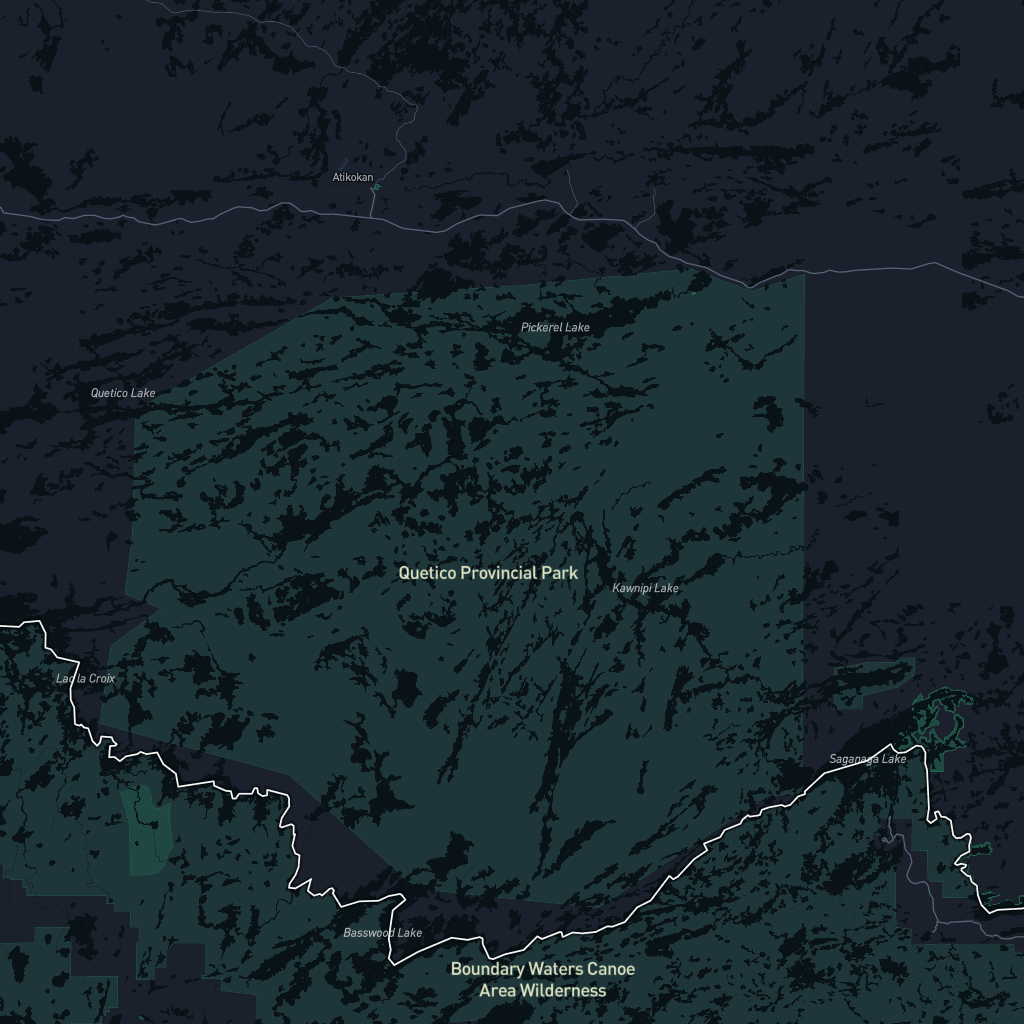 Atikokan
Pickerel Lake
Quetico Lake
Quetico Provincial Park
Kawnipi Lake
Lac la Croix
Saganaga Lake
Basswood Lake
Boundary Waters Canoe
Area Wilderness